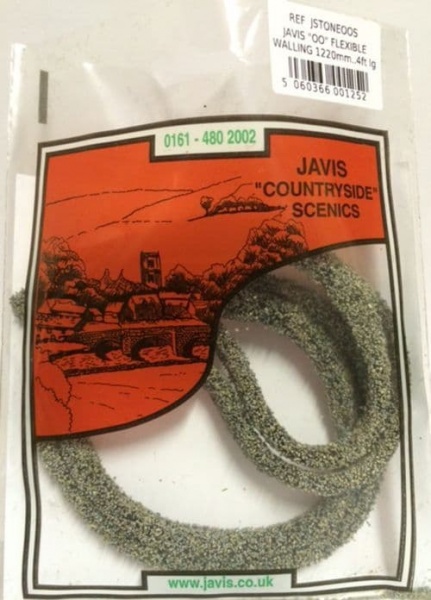 REF JSTONEOOS
JAVIS "OO" FLEXIBLE
WALLING 1220mm..4ft lg
5 060366 001252
0161 - 480 2002
JAVIS
"COUNTRYSIDE"
SCENICS
www.javis.co.uk